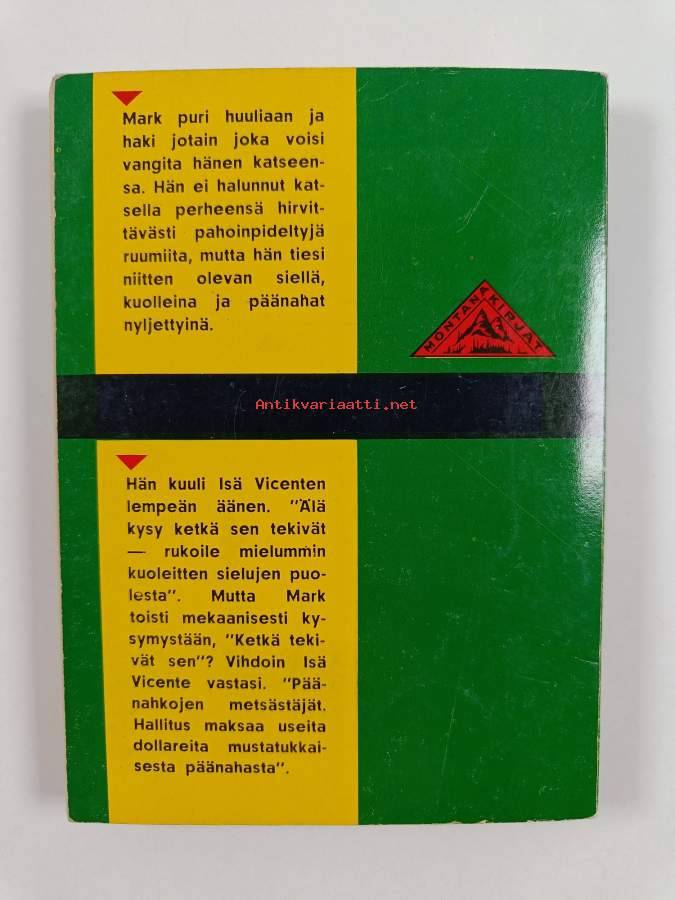 Mark puri huuliaan ja
haki jotain joka voisi
vangita hänen katseen-
sa. Hän ei halunnut kat-
sella perheensä hirvit-
tävästi pahoinpideltyjä
ruumiita, mutta hän tiesi
niitten olevan siellä,
kuolleina ja päänahat
nyljettyinä.
MONTANAKIRJAT
Antikvariaatti.net
Hän kuuli Isä Vicenten
lempeän äänen. "Älä
kysy ketkä sen tekivät
— rukoile mielummin
kuoleitten sielujen puo-
lesta". Mutta Mark
toisti mekaanisesti ky-
symystään, "Ketkä teki-
vät sen"? Vihdoin Isä
Vicente vastasi. "Pää-
nahkojen metsästäjät.
Hallitus maksaa useita
dollareita mustatukkai-
sesta päänahasta".